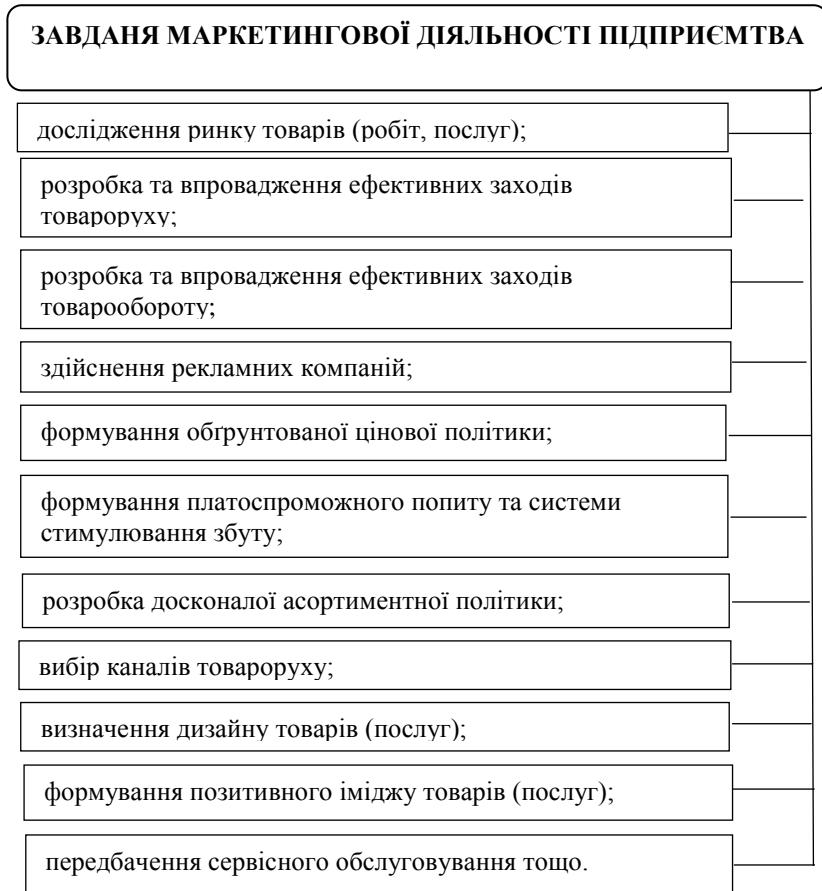 ЗАВДАНЯ МАРКЕТИНГОВОЇ ДІЯЛЬНОСТІ ПІДПРИЄМТВА
дослідження ринку товарів (робіт, послуг);
розробка та впровадження ефективних заходів
товароруху;
розробка та впровадження ефективних заходів
товарообороту;
здійснення рекламних компаній;
формування обґрунтованої цінової політики;
формування платоспроможного попиту та системи
стимулювання збуту;
розробка досконалої асортиментної політики;
вибір каналів товароруху;
визначення дизайну товарів (послуг);
формування позитивного іміджу товарів (послуг);
передбачення сервісного обслуговування тощо.